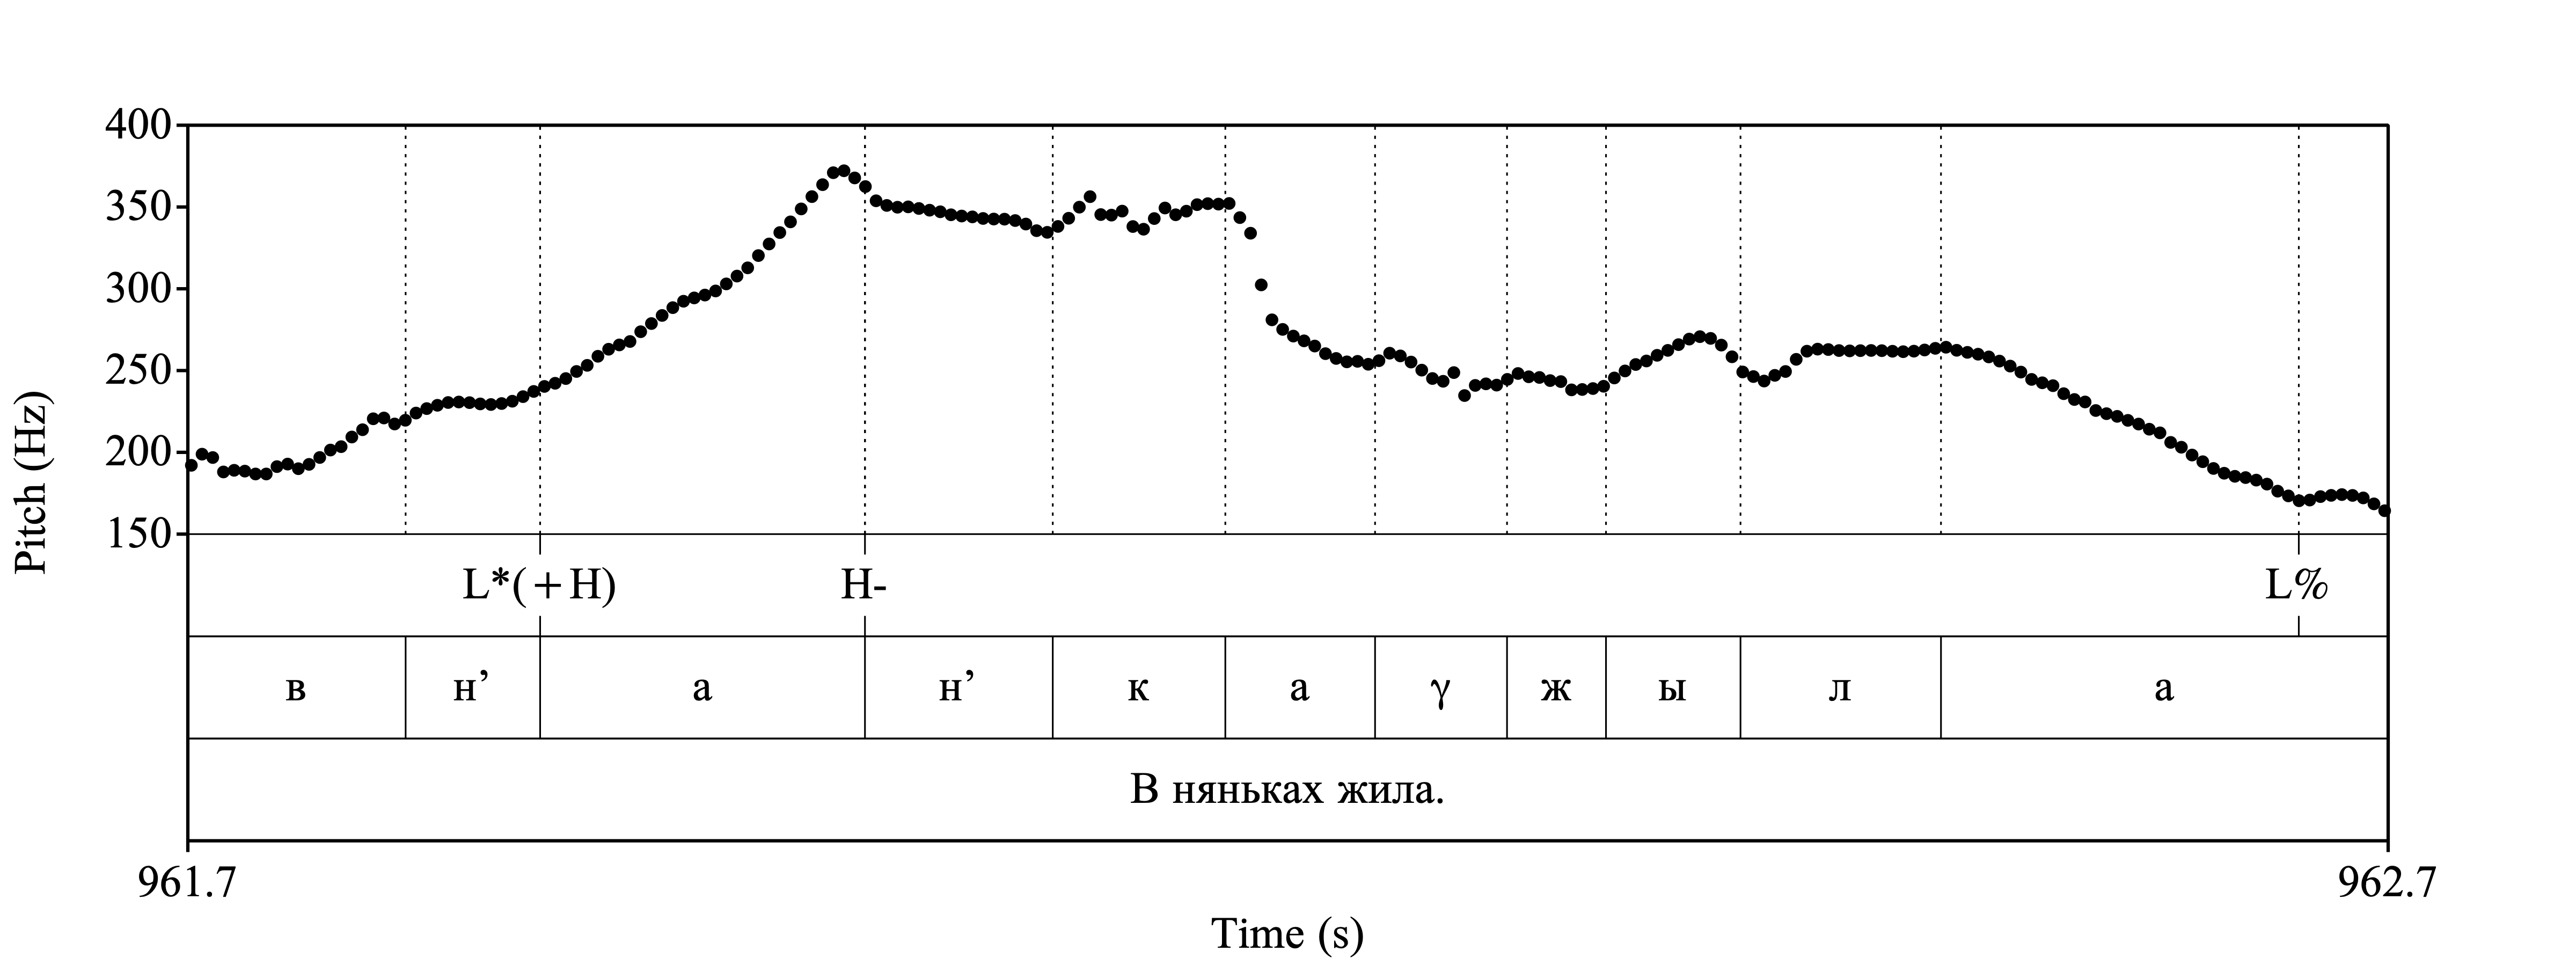 400
350
300
250
200
150
Pitch (Hz)
L*(+H) H- L%
в н’ а н’ к а γ ж ы л а
В няньках жила.
961.7 962.7
Time (s)